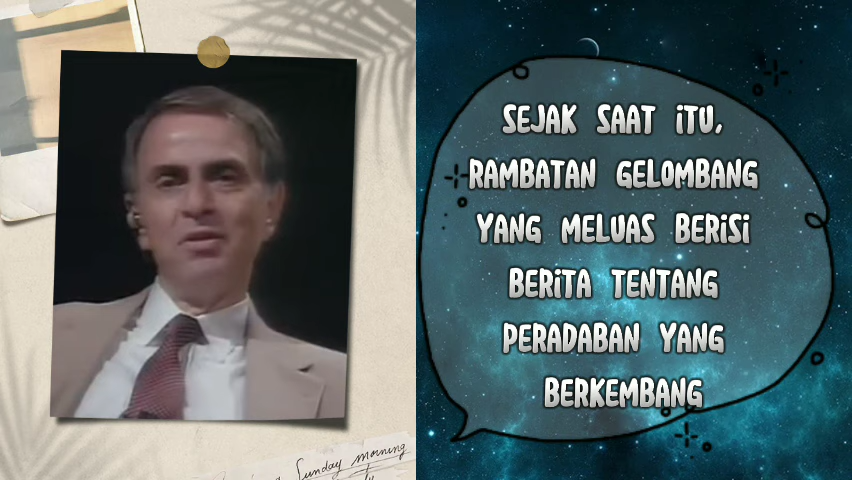 SEJAK SAAT iTU,
RAMBATAN GELOMBANG
YANG MELUAS BERiSi
BERiTA TENTANG
PERADABAN YANG
BERKEMBANG
Sunday morning